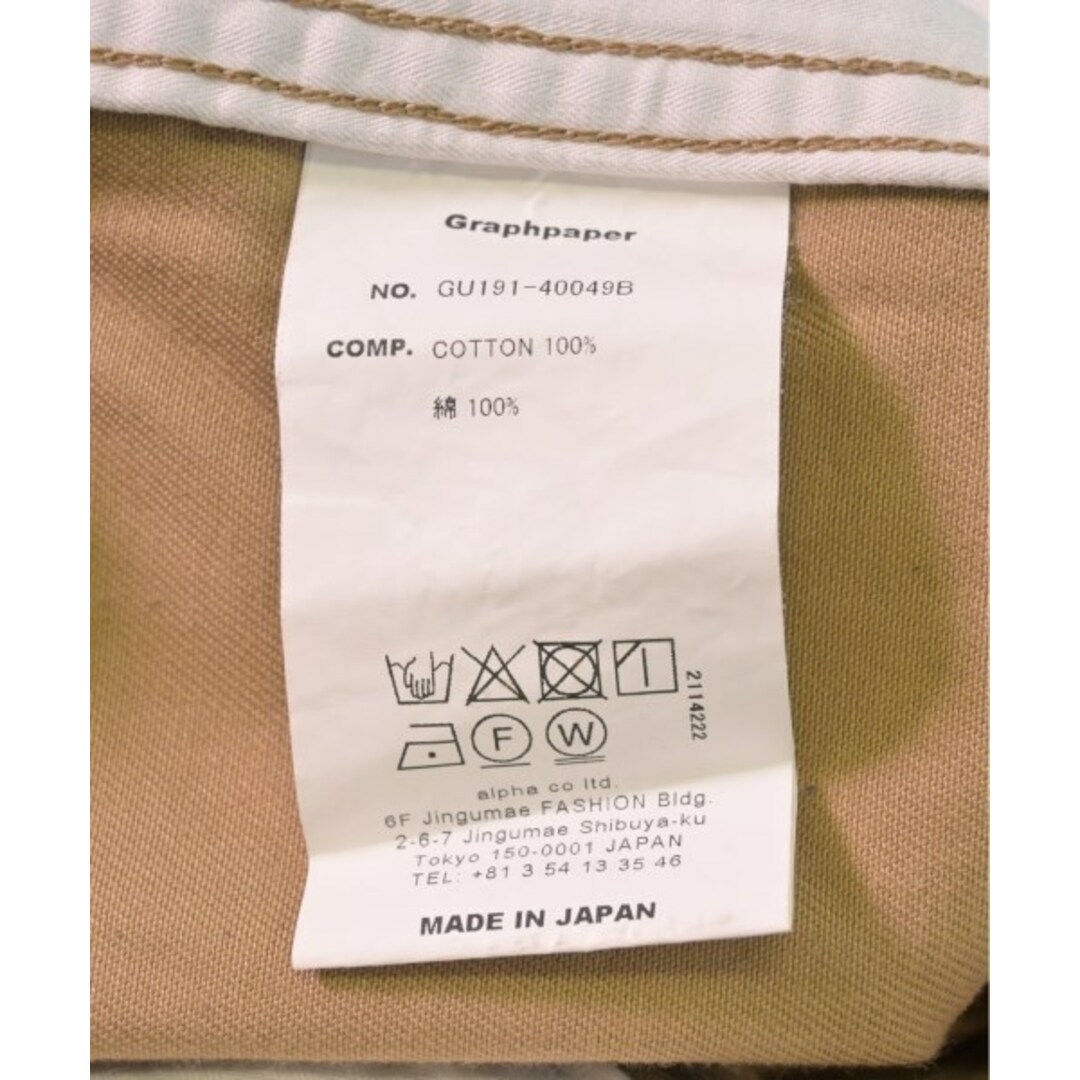 Graphpaper
NO. GU191-40049B
COMP. COTTON 100%
綿 100%
2114222
F W
alpha co ltd.
6F Jingumae FASHION Bldg.
2-6-7 Jingumae Shibuya-ku
Tokyo 150-0001 JAPAN
TEL: +81 3 54 13 35 46
MADE IN JAPAN